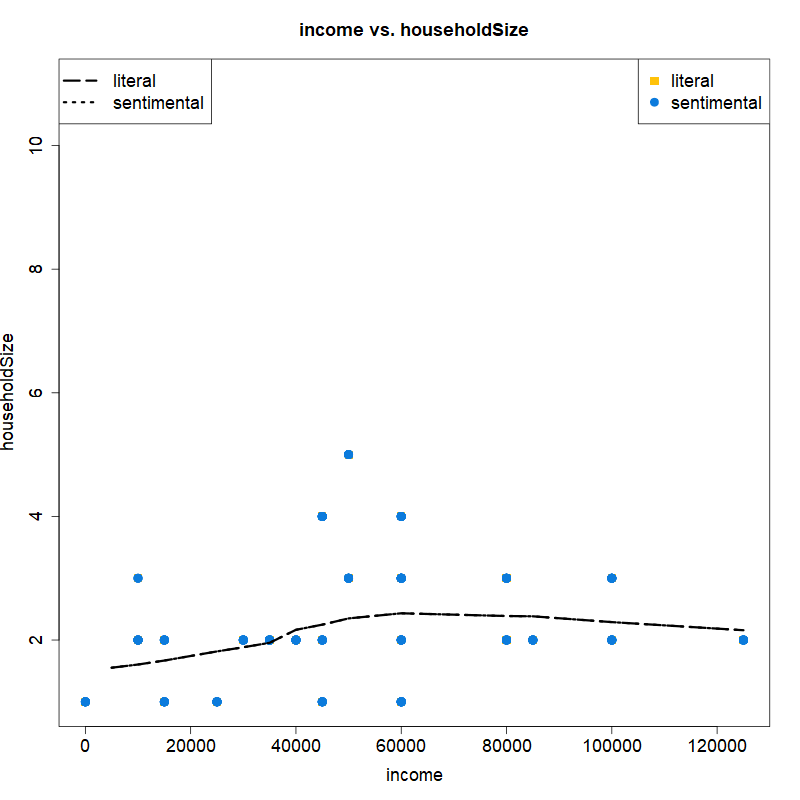 income vs. householdSize
literal
sentimental
literal
sentimental
householdSize
10
8
6
4
2
0 20000 40000 60000 80000 100000 120000
income